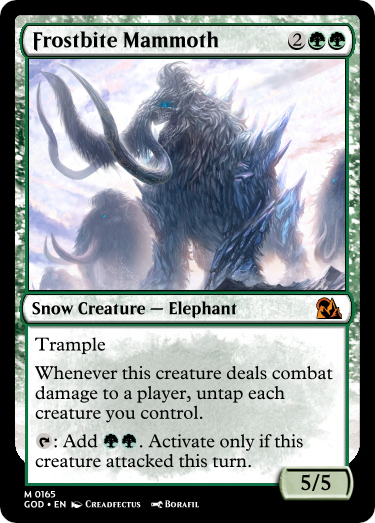 Frostbite Mammoth 2
Snow Creature — Elephant
Trample
Whenever this creature deals combat
damage to a player, untap each
creature you control.
: Add . Activate only if this
creature attacked this turn.
5/5
M 0165
GOD • EN Creadfectus Borafil